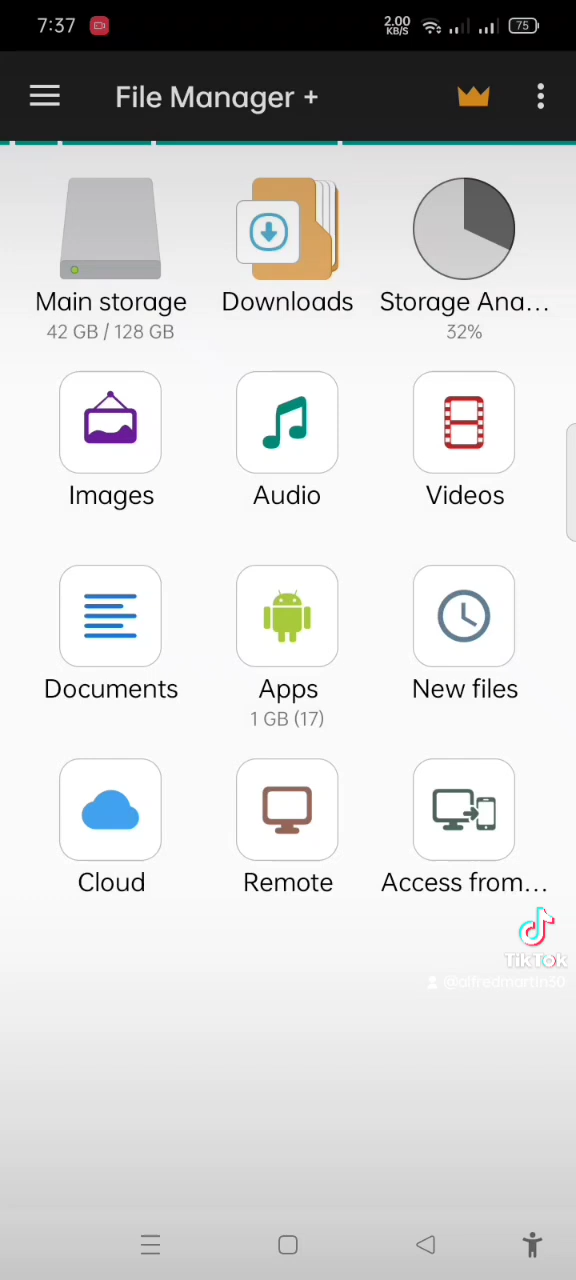 7:37
2.00
KB/S
75
File Manager +
Main storage
42 GB / 128 GB
Downloads
Storage Ana...
32%
Images
Audio
Videos
Documents
Apps
1 GB (17)
New files
Cloud
Remote
Access from...
TikTok
@alfredmartin30